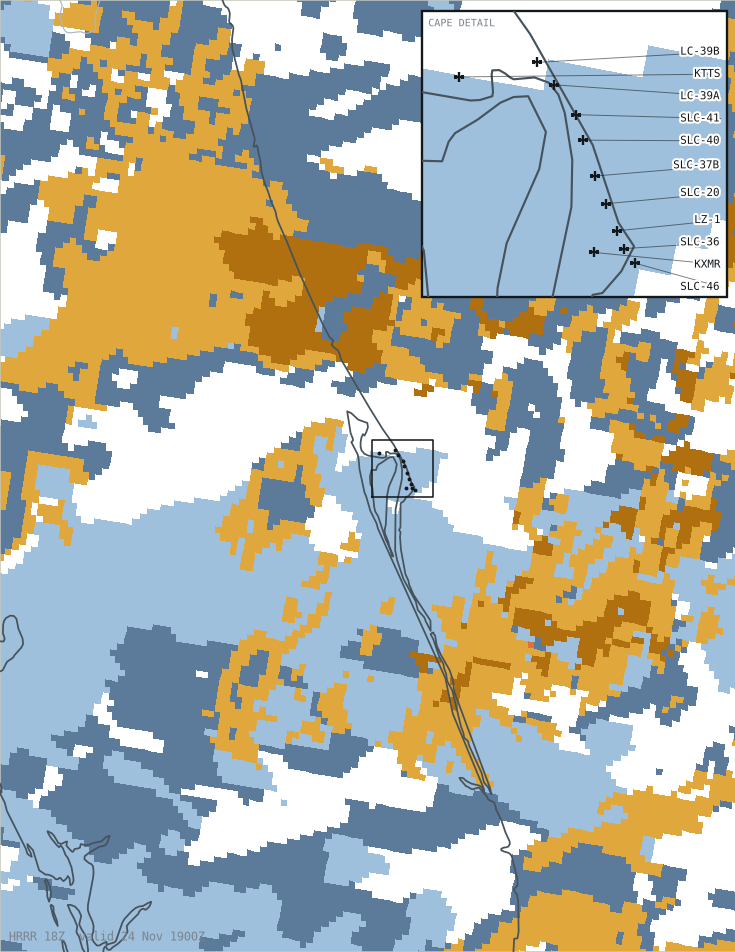 CAPE DETAIL
LC-39B
KTTS
LC-39A
SLC-41
SLC-40
SLC-37B
SLC-20
LZ-1
SLC-36
KXMR
SLC-46
HRRR 18Z valid 24 Nov 1900Z